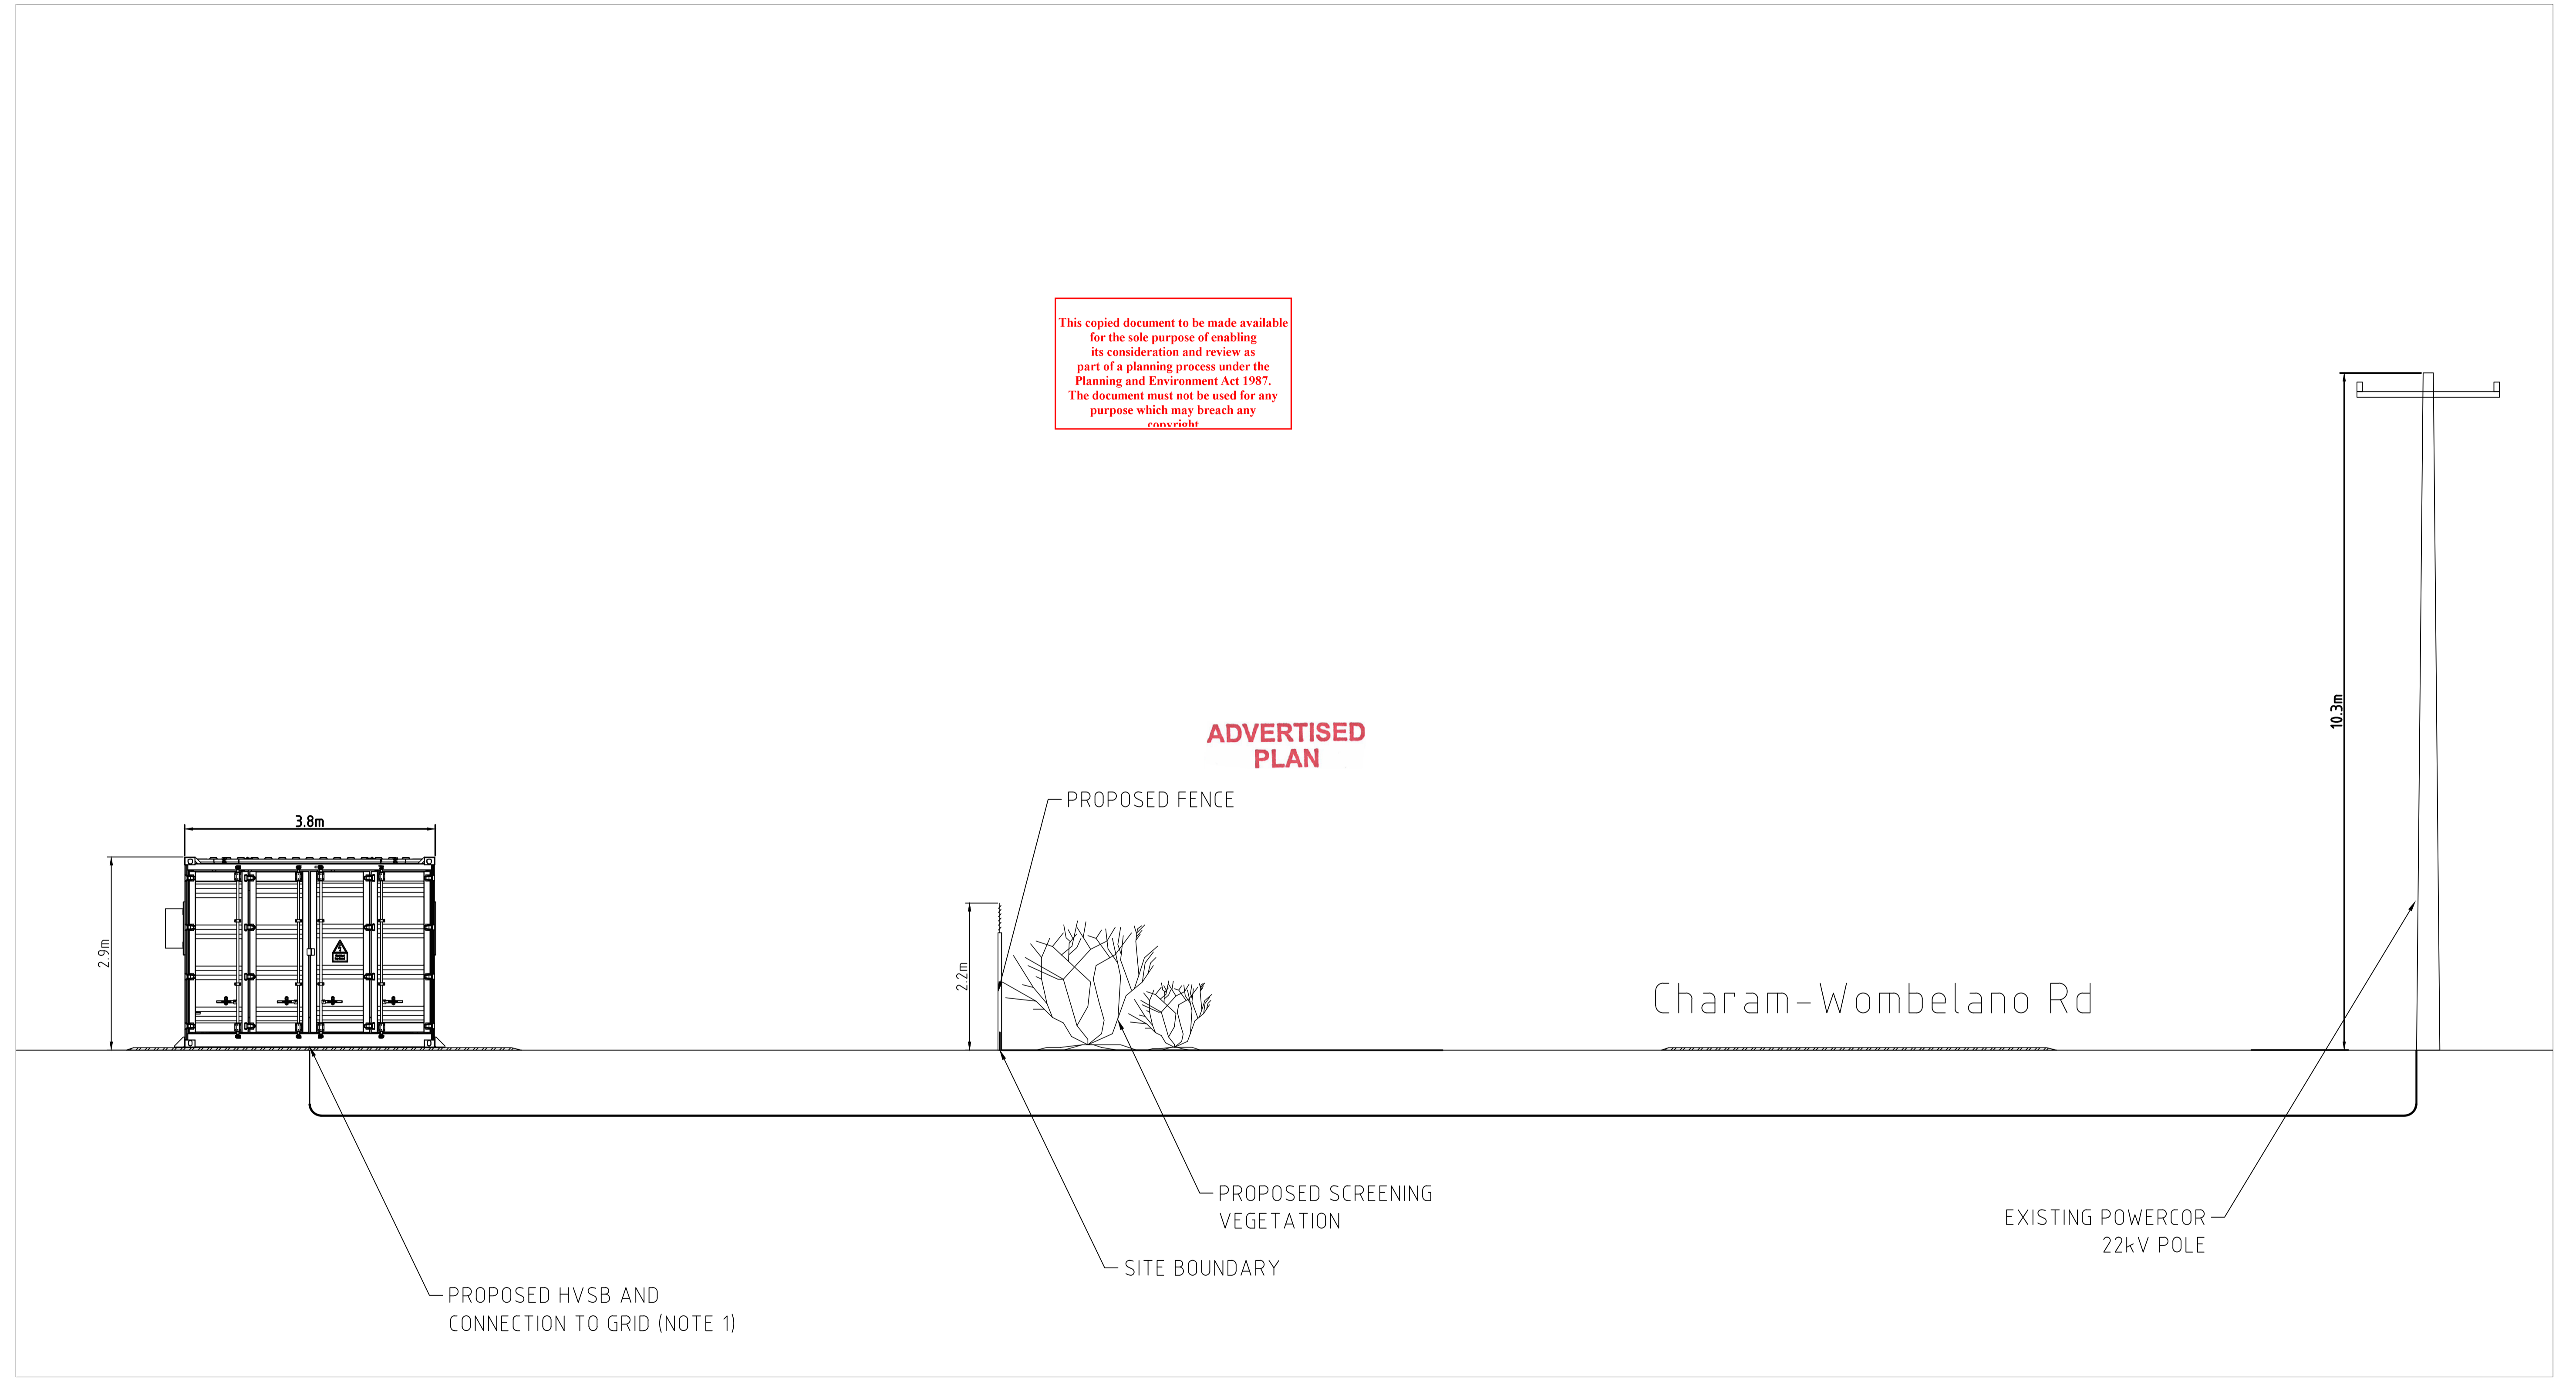 This copied document to be made available
for the sole purpose of enabling
its consideration and review as
part of a planning process under the
Planning and Environment Act 1987.
The document must not be used for any
purpose which may breach any
copyright
ADVERTISED
PLAN
10.3m
PROPOSED FENCE
3.8m
2.9m
2.2m
Charam-Wombelano Rd
PROPOSED SCREENING
VEGETATION
EXISTING POWERCOR
22kV POLE
SITE BOUNDARY
PROPOSED HVSB AND
CONNECTION TO GRID (NOTE 1)